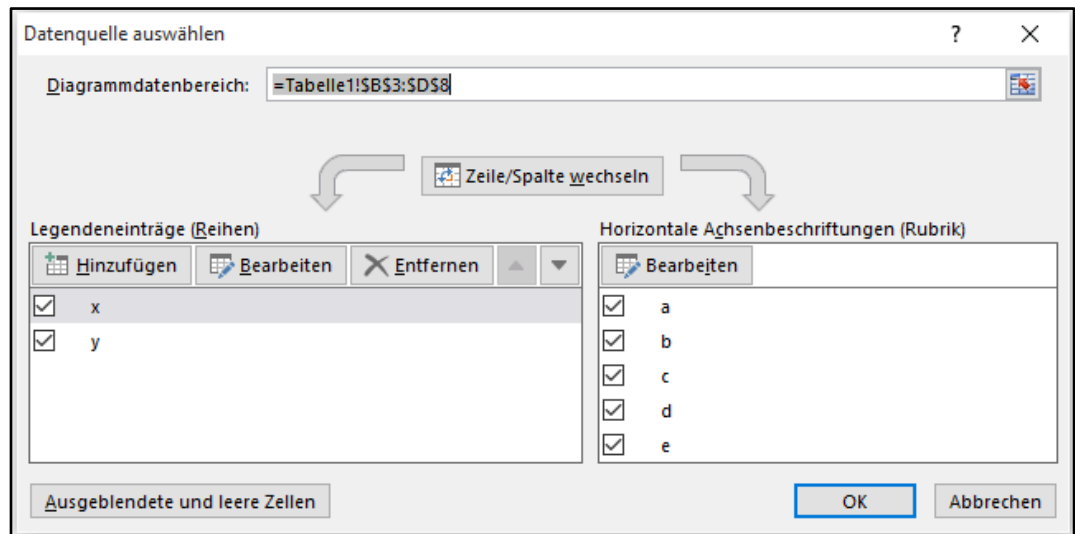 Datenquelle auswählen ?
Diagrammdatenbereich: =Tabelle1!$B$3:$D$8
Zeile/Spalte wechseln
Legendeneinträge (Reihen)
Hinzufügen Bearbeiten Entfernen
x
y
Horizontale Achsenbeschriftungen (Rubrik)
Bearbeiten
a
b
c
d
e
Ausgeblendete und leere Zellen OK Abbrechen